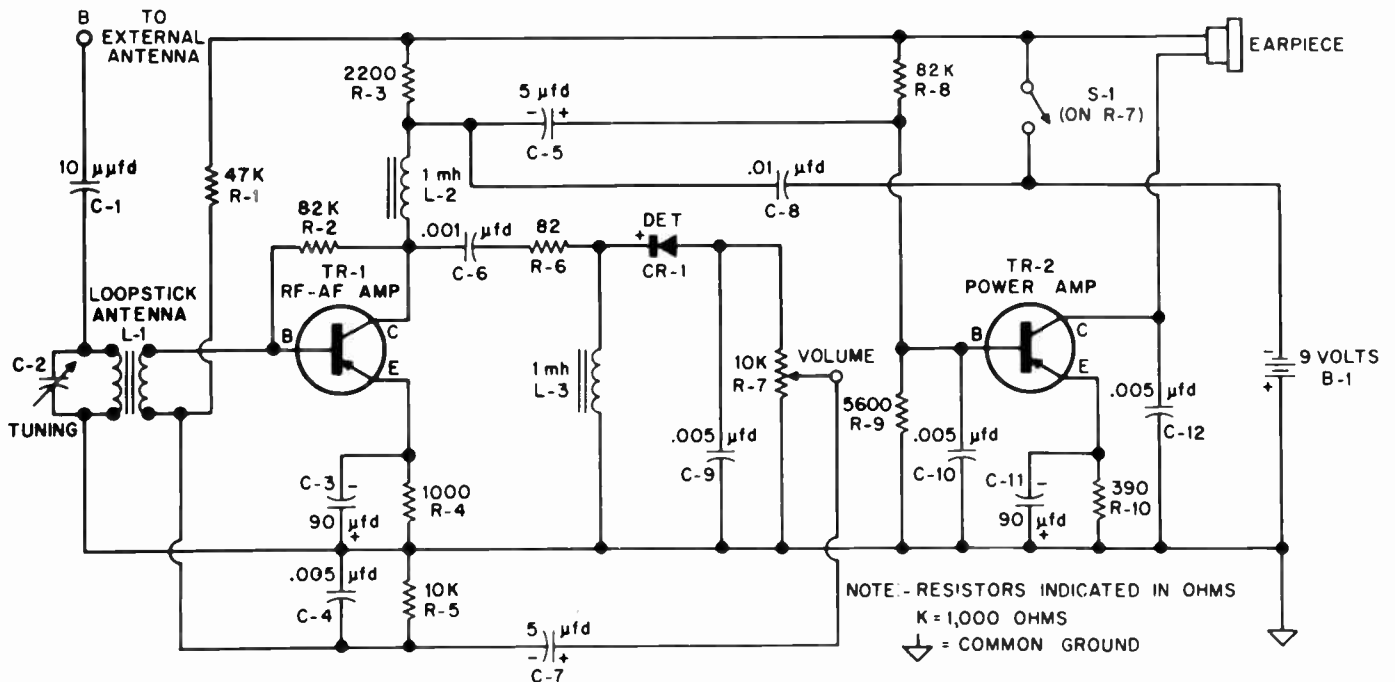 B
TO
EXTERNAL
ANTENNA
10 µµfd
C-1
47K
R-1
2200
R-3
5 µfd
- +
C-5
82K
R-8
S-1
(ON R-7)
EARPIECE
1 mh
L-2
.01 µfd
C-8
82K
R-2
.001 µfd
C-6
82
R-6
DET
+
CR-1
TR-1
RF-AF AMP
B
C
E
LOOPSTICK
ANTENNA
L-1
C-2
TUNING
1 mh
L-3
10K
R-7
VOLUME
TR-2
POWER AMP
B
C
E
- 9 VOLTS
+ B-1
5600
R-9
.005 µfd
C-9
.005 µfd
C-10
.005 µfd
C-12
C-3 -
90 µfd
+
1000
R-4
C-11 -
90 µfd
+
390
R-10
.005 µfd
C-4
10K
R-5
5 µfd
- +
C-7
NOTE:- RESISTORS INDICATED IN OHMS
K = 1,000 OHMS
= COMMON GROUND